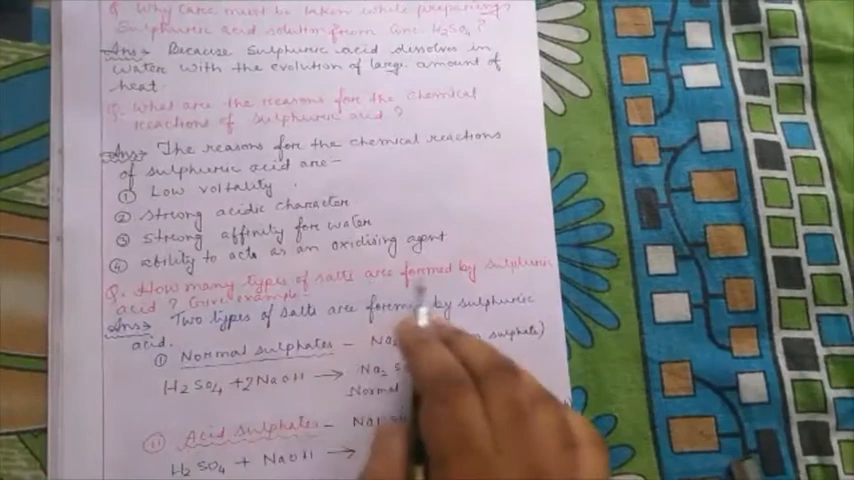 Q. Why care must be taken while preparing
Sulphuric acid solution from conc. H2SO4?
Ans → Because sulphuric acid dissolves in
water with the evolution of large amount of
heat.
Q. What are the reasons for the chemical
reactions of sulphuric acid?
Ans → The reasons for the chemical reactions
of sulphuric acid are -
① Low voltality
② strong acidic character
③ strong affinity for water
④ ability to acts as an oxidising agent
Q. How many types of salts are formed by sulphuric
acid? Give example.
Ans → Two types of salts are formed by sulphuric
acid.
① Normal sulphates - Na2 sulphate)
H2SO4 + 2NaOH → Na2 S
Normal
(ii) Acid sulphates -
H2SO4 + NaOH →